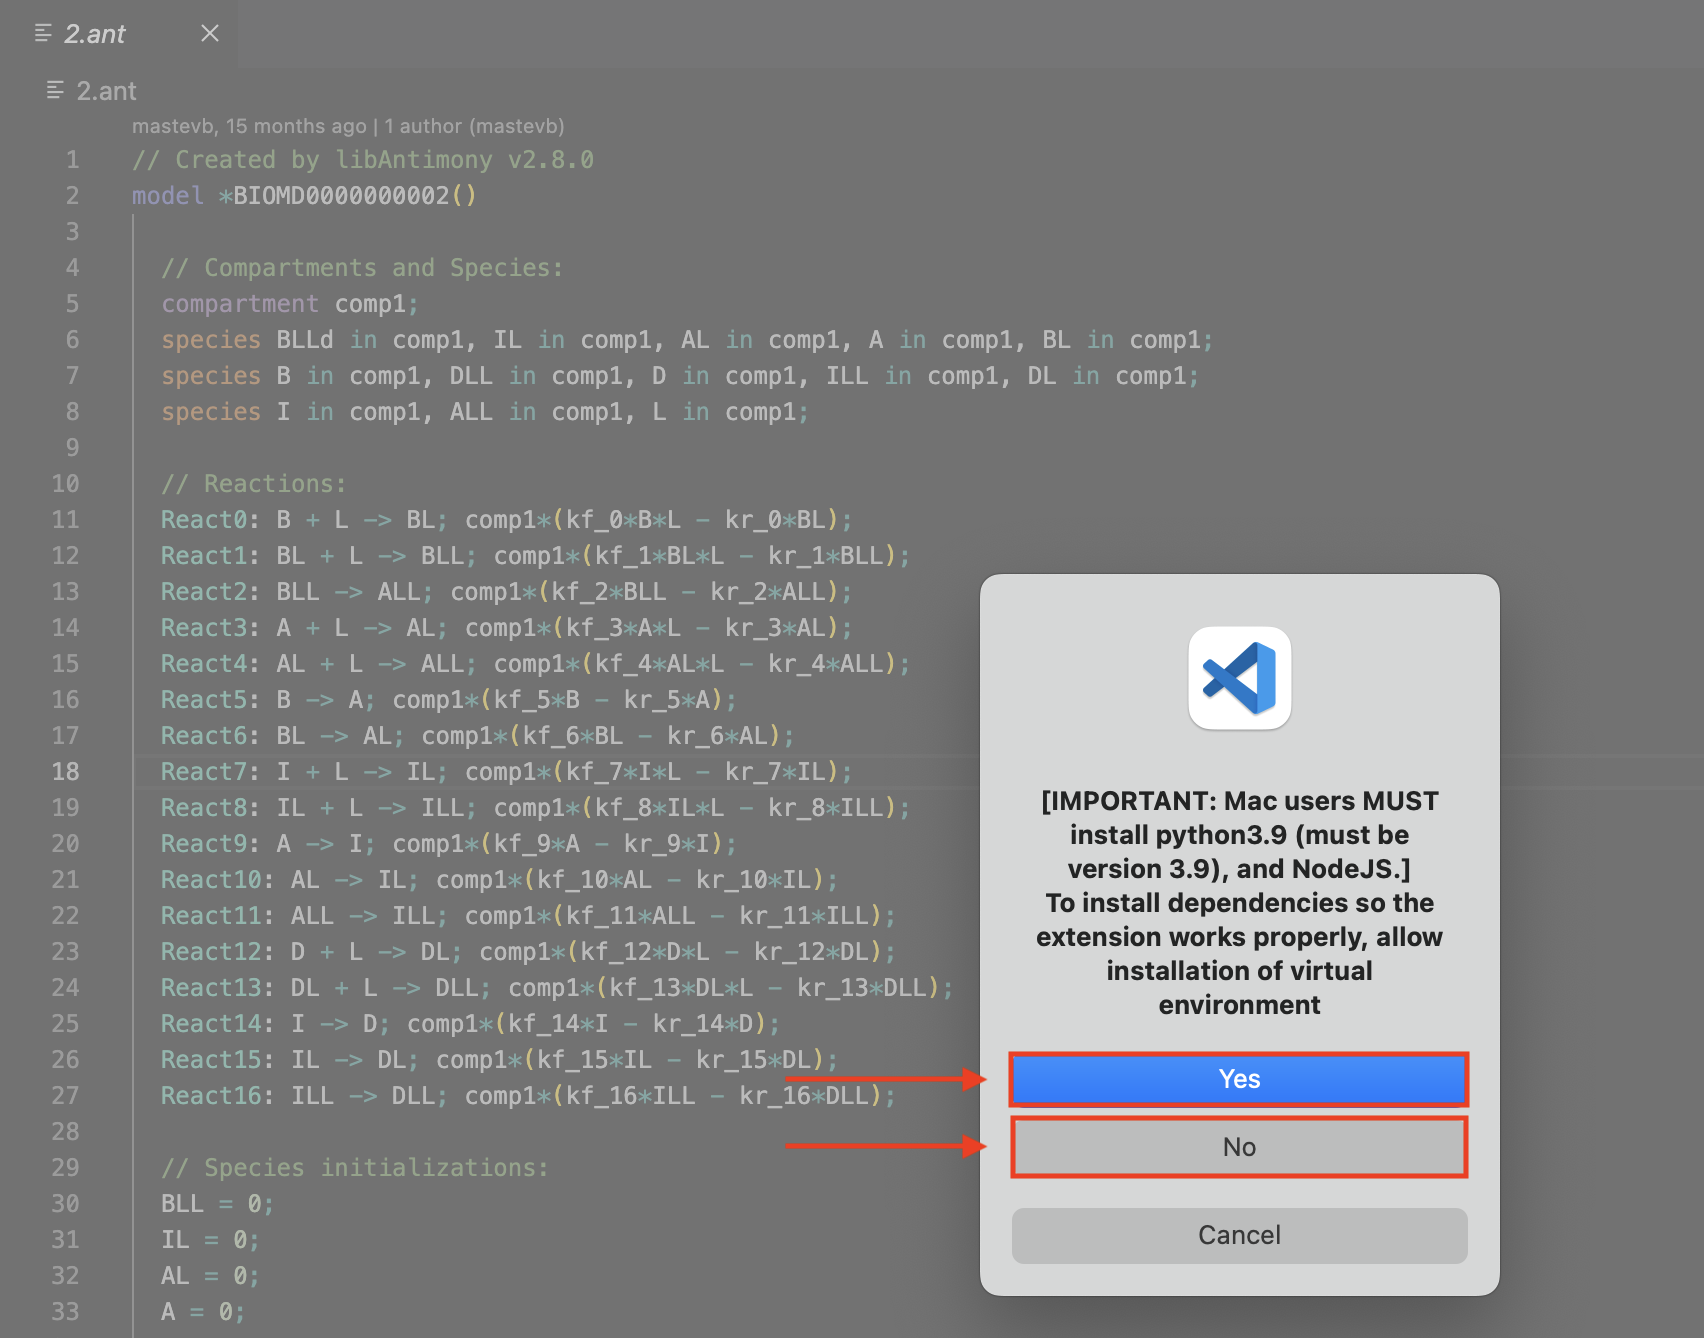 2.ant
2.ant
mastevb, 15 months ago | 1 author (mastevb)
1 // Created by libAntimony v2.8.0
2 model *BIOMD0000000002()
3
4 // Compartments and Species:
5 compartment comp1;
6 species BLLd in comp1, IL in comp1, AL in comp1, A in comp1, BL in comp1;
7 species B in comp1, DLL in comp1, D in comp1, ILL in comp1, DL in comp1;
8 species I in comp1, ALL in comp1, L in comp1;
9
10 // Reactions:
11 React0: B + L -> BL; comp1*(kf_0*B*L - kr_0*BL);
12 React1: BL + L -> BLL; comp1*(kf_1*BL*L - kr_1*BLL);
13 React2: BLL -> ALL; comp1*(kf_2*BLL - kr_2*ALL);
14 React3: A + L -> AL; comp1*(kf_3*A*L - kr_3*AL);
15 React4: AL + L -> ALL; comp1*(kf_4*AL*L - kr_4*ALL);
16 React5: B -> A; comp1*(kf_5*B - kr_5*A);
17 React6: BL -> AL; comp1*(kf_6*BL - kr_6*AL);
18 React7: I + L -> IL; comp1*(kf_7*I*L - kr_7*IL);
19 React8: IL + L -> ILL; comp1*(kf_8*IL*L - kr_8*ILL);
20 React9: A -> I; comp1*(kf_9*A - kr_9*I);
21 React10: AL -> IL; comp1*(kf_10*AL - kr_10*IL);
22 React11: ALL -> ILL; comp1*(kf_11*ALL - kr_11*ILL);
23 React12: D + L -> DL; comp1*(kf_12*D*L - kr_12*DL);
24 React13: DL + L -> DLL; comp1*(kf_13*DL*L - kr_13*DLL);
25 React14: I -> D; comp1*(kf_14*I - kr_14*D);
26 React15: IL -> DL; comp1*(kf_15*IL - kr_15*DL);
27 React16: ILL -> DLL; comp1*(kf_16*ILL - kr_16*DLL);
28
29 // Species initializations:
30 BLL = 0;
31 IL = 0;
32 AL = 0;
33 A = 0;
[IMPORTANT: Mac users MUST
install python3.9 (must be
version 3.9), and NodeJS.]
To install dependencies so the
extension works properly, allow
installation of virtual
environment
Yes
No
Cancel